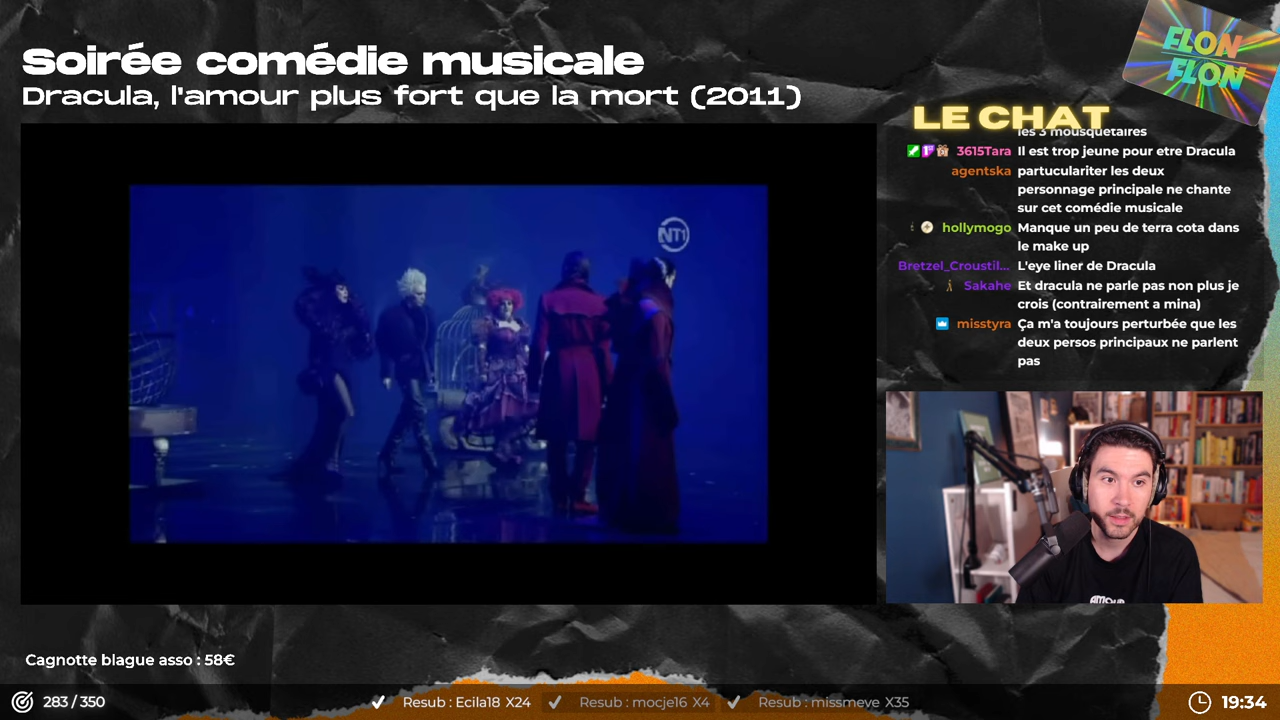 Soirée comédie musicale
Dracula, l'amour plus fort que la mort (2011)
FLON
FLON
LE CHAT
les 3 mousquetaires
3615Tara Il est trop jeune pour etre Dracula
agentska partuculariter les deux
personnage principale ne chante
sur cet comédie musicale
hollymogo Manque un peu de terra cota dans
le make up
Bretzel_Croustil... L'eye liner de Dracula
Sakahe Et dracula ne parle pas non plus je
crois (contrairement a mina)
misstyra Ça m'a toujours perturbée que les
deux persos principaux ne parlent
pas
NT1
Cagnotte blague asso : 58€
283 / 350
Resub : Ecila18 X24
Resub : mocje16 X4
Resub : missmeve X35
19:34